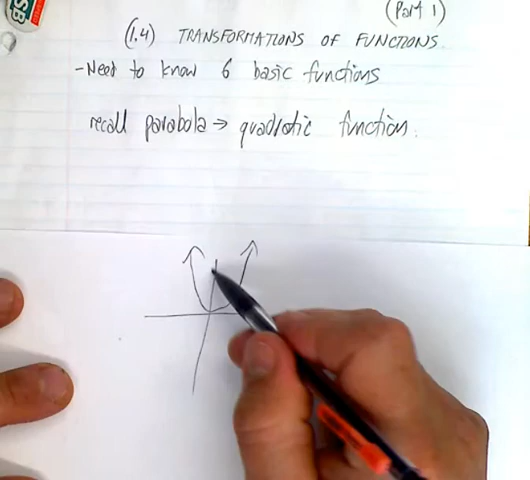 (Part 1)
(1.4) TRANSFORMATIONS OF FUNCTIONS.
-Need to know 6 basic functions
recall parabola → quadratic function.